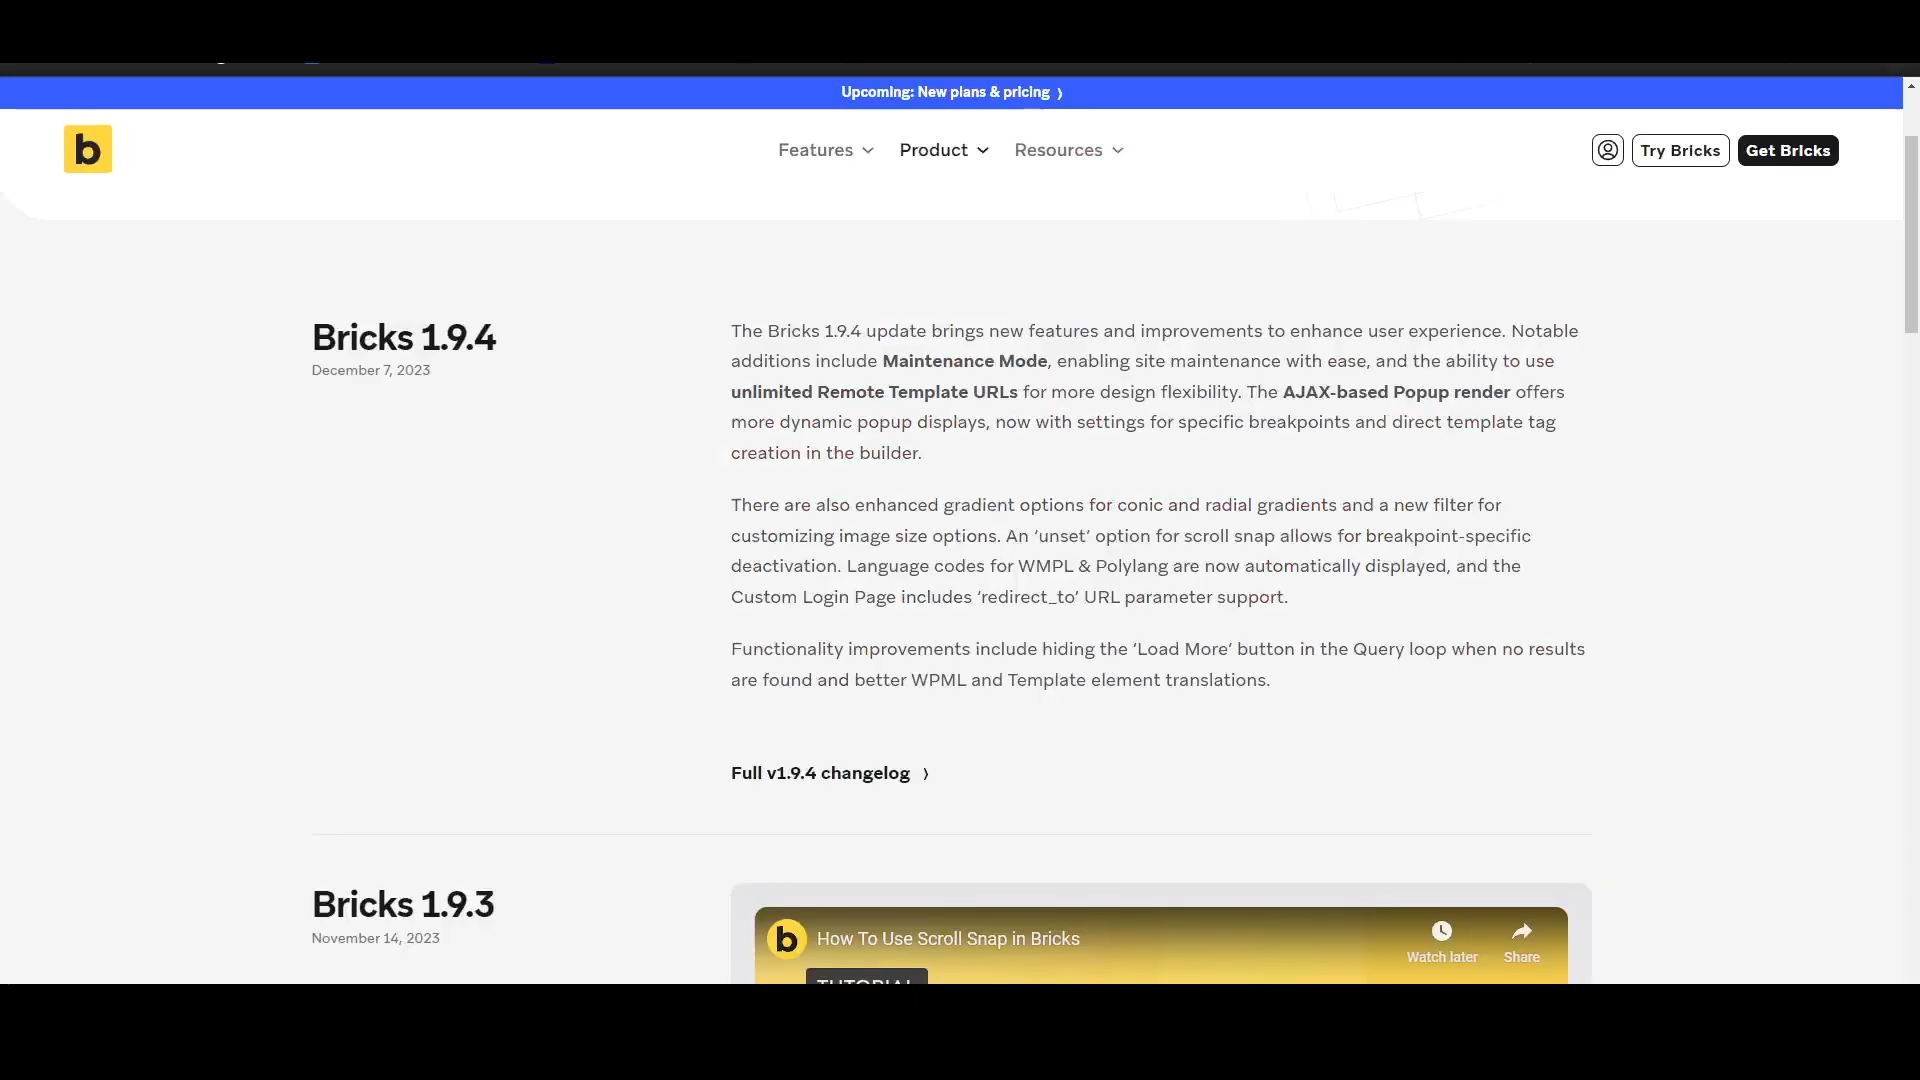 Upcoming: New plans & pricing ⟩
b
Features
Product
Resources
Try Bricks
Get Bricks
Bricks 1.9.4
December 7, 2023
The Bricks 1.9.4 update brings new features and improvements to enhance user experience. Notable
additions include Maintenance Mode, enabling site maintenance with ease, and the ability to use
unlimited Remote Template URLs for more design flexibility. The AJAX-based Popup render offers
more dynamic popup displays, now with settings for specific breakpoints and direct template tag
creation in the builder.
There are also enhanced gradient options for conic and radial gradients and a new filter for
customizing image size options. An ‘unset’ option for scroll snap allows for breakpoint-specific
deactivation. Language codes for WMPL & Polylang are now automatically displayed, and the
Custom Login Page includes ‘redirect_to’ URL parameter support.
Functionality improvements include hiding the ‘Load More’ button in the Query loop when no results
are found and better WPML and Template element translations.
Full v1.9.4 changelog ⟩
Bricks 1.9.3
November 14, 2023
b
How To Use Scroll Snap in Bricks
Watch later
Share
TUTORIAL